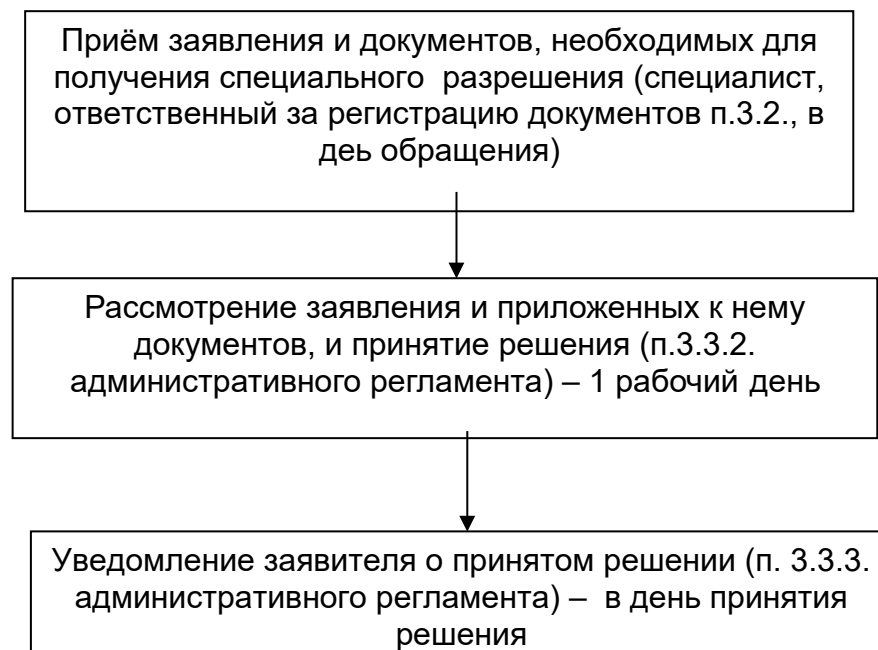 Приём заявления и документов, необходимых для
получения специального  разрешения (специалист,
ответственный за регистрацию документов п.3.2., в
деь обращения)
Рассмотрение заявления и приложенных к нему
документов, и принятие решения (п.3.3.2.
административного регламента) – 1 рабочий день
Уведомление заявителя о принятом решении (п. 3.3.3.
административного регламента) –  в день принятия
решения